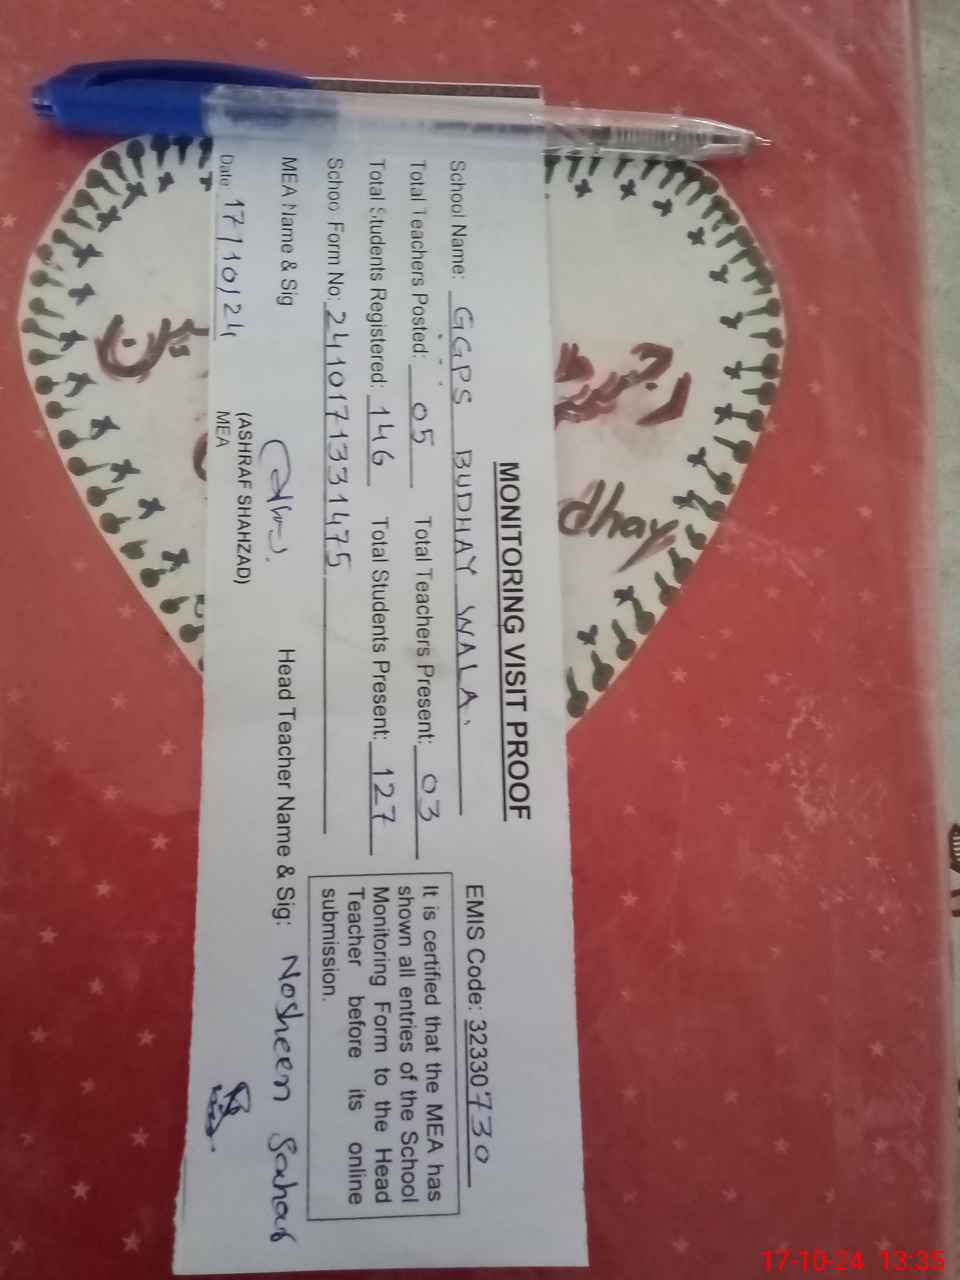 MONITORING VISIT PROOF
School Name: GGPS BUDHAY WALA.
EMIS Code: 32330730
Total Teachers Posted: 05 Total Teachers Present: 03
Total Students Registered: 146 Total Students Present: 127
School Form No: 2410171331475
It is certified that the MEA has
shown all entries of the School
Monitoring Form to the Head
Teacher before its online
submission.
MEA Name & Sig
Head Teacher Name & Sig: Nosheen Sahar
(ASHRAF SHAHZAD)
MEA
Date: 17/10/24
dhay
17-10-24 13:35